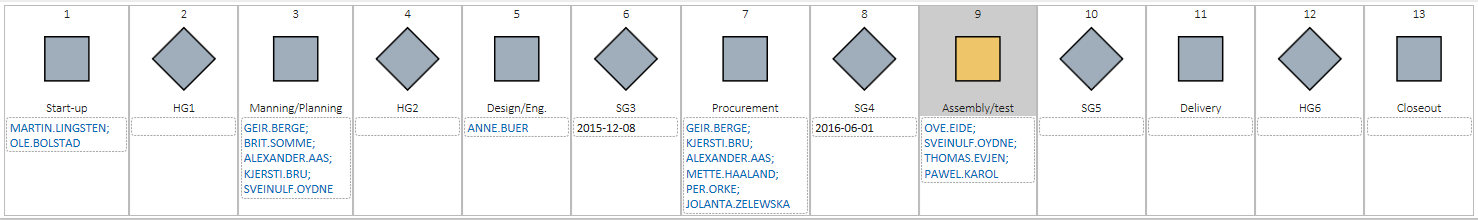 1 2 3 4 5 6 7 8 9 10 11 12 13
Start-up HG1 Manning/Planning HG2 Design/Eng. SG3 Procurement SG4 Assembly/test SG5 Delivery HG6 Closeout
MARTIN.LINGSTEN;
OLE.BOLSTAD
GEIR.BERGE;
BRIT.SOMME;
ALEXANDER.AAS;
KJERSTI.BRU;
SVEINULF.OYDNE
ANNE.BUER
2015-12-08
GEIR.BERGE;
KJERSTI.BRU;
ALEXANDER.AAS;
METTE.HAALAND;
PER.ORKE;
JOLANTA.ZELEWSKA
2016-06-01
OVE.EIDE;
SVEINULF.OYDNE;
THOMAS.EVJEN;
PAWEL.KAROL